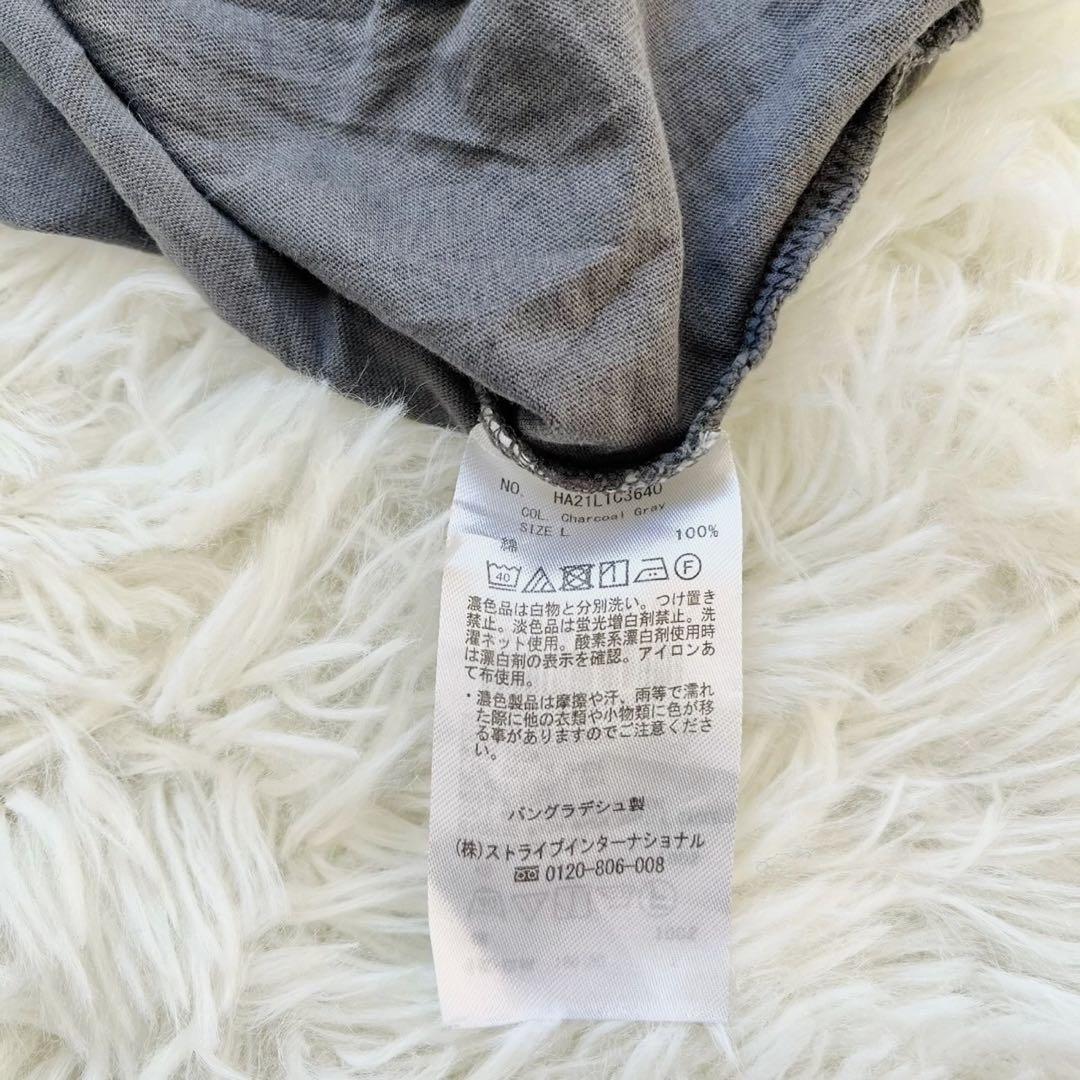 NO. HA21L1C3640
COL Charcoal Gray
SIZE L
綿 100%
40 F
濃色品は白物と分別洗い。つけ置き
禁止。淡色品は蛍光増白剤禁止。洗
濯ネット使用。酸素系漂白剤使用時
は漂白剤の表示を確認。アイロンあ
て布使用。
・濃色製品は摩擦や汗、雨等で濡れ
た際に他の衣類や小物類に色が移
る事がありますのでご注意くださ
い。
バングラデシュ製
(株)ストライプインターナショナル
0120-806-008